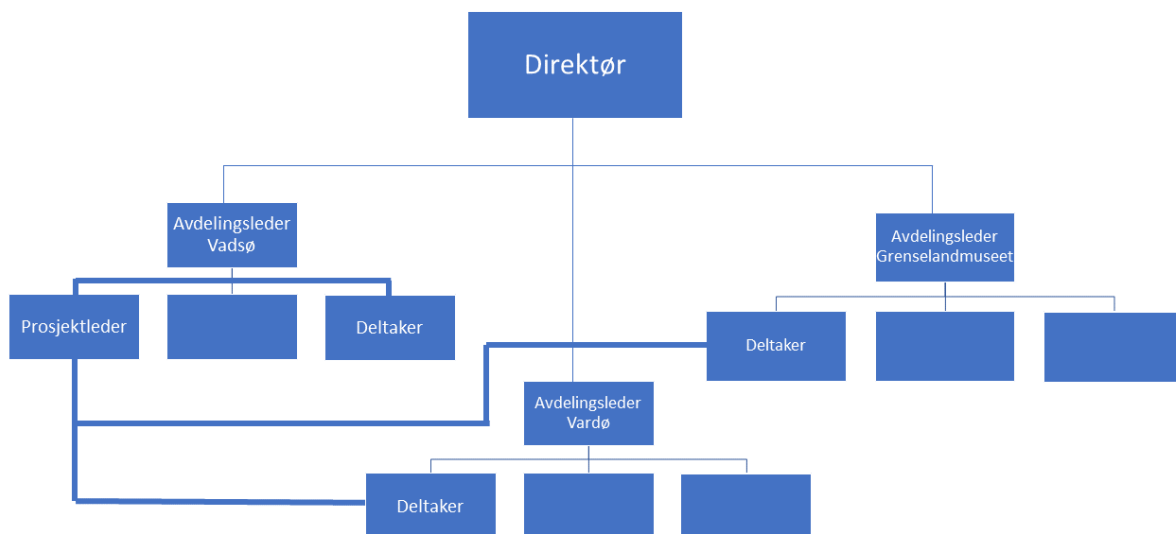 Direktør
Avdelingsleder
Vadsø
Avdelingsleder
Grenselandmuseet
Prosjektleder
Deltaker
Deltaker
Avdelingsleder
Vardø
Deltaker